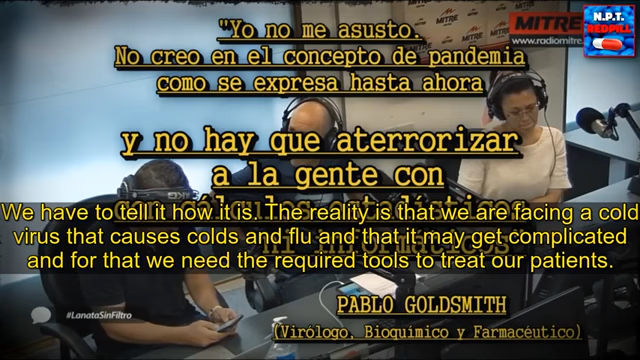 "Yo no me asusto.
No creo en el concepto de pandemia
como se expresa hasta ahora
MITRE
www.radiomitre.
N.P.T.
REDPILL
y no hay que aterrorizar
a la gente con
We have to tell it how it is. The reality is that we are facing a cold
virus that causes colds and flu and that it may get complicated
and for that we need the required tools to treat our patients.
PABLO GOLDSMITH
(Virólogo, Bioquímico y Farmacéutico)
#LanataSinFiltro